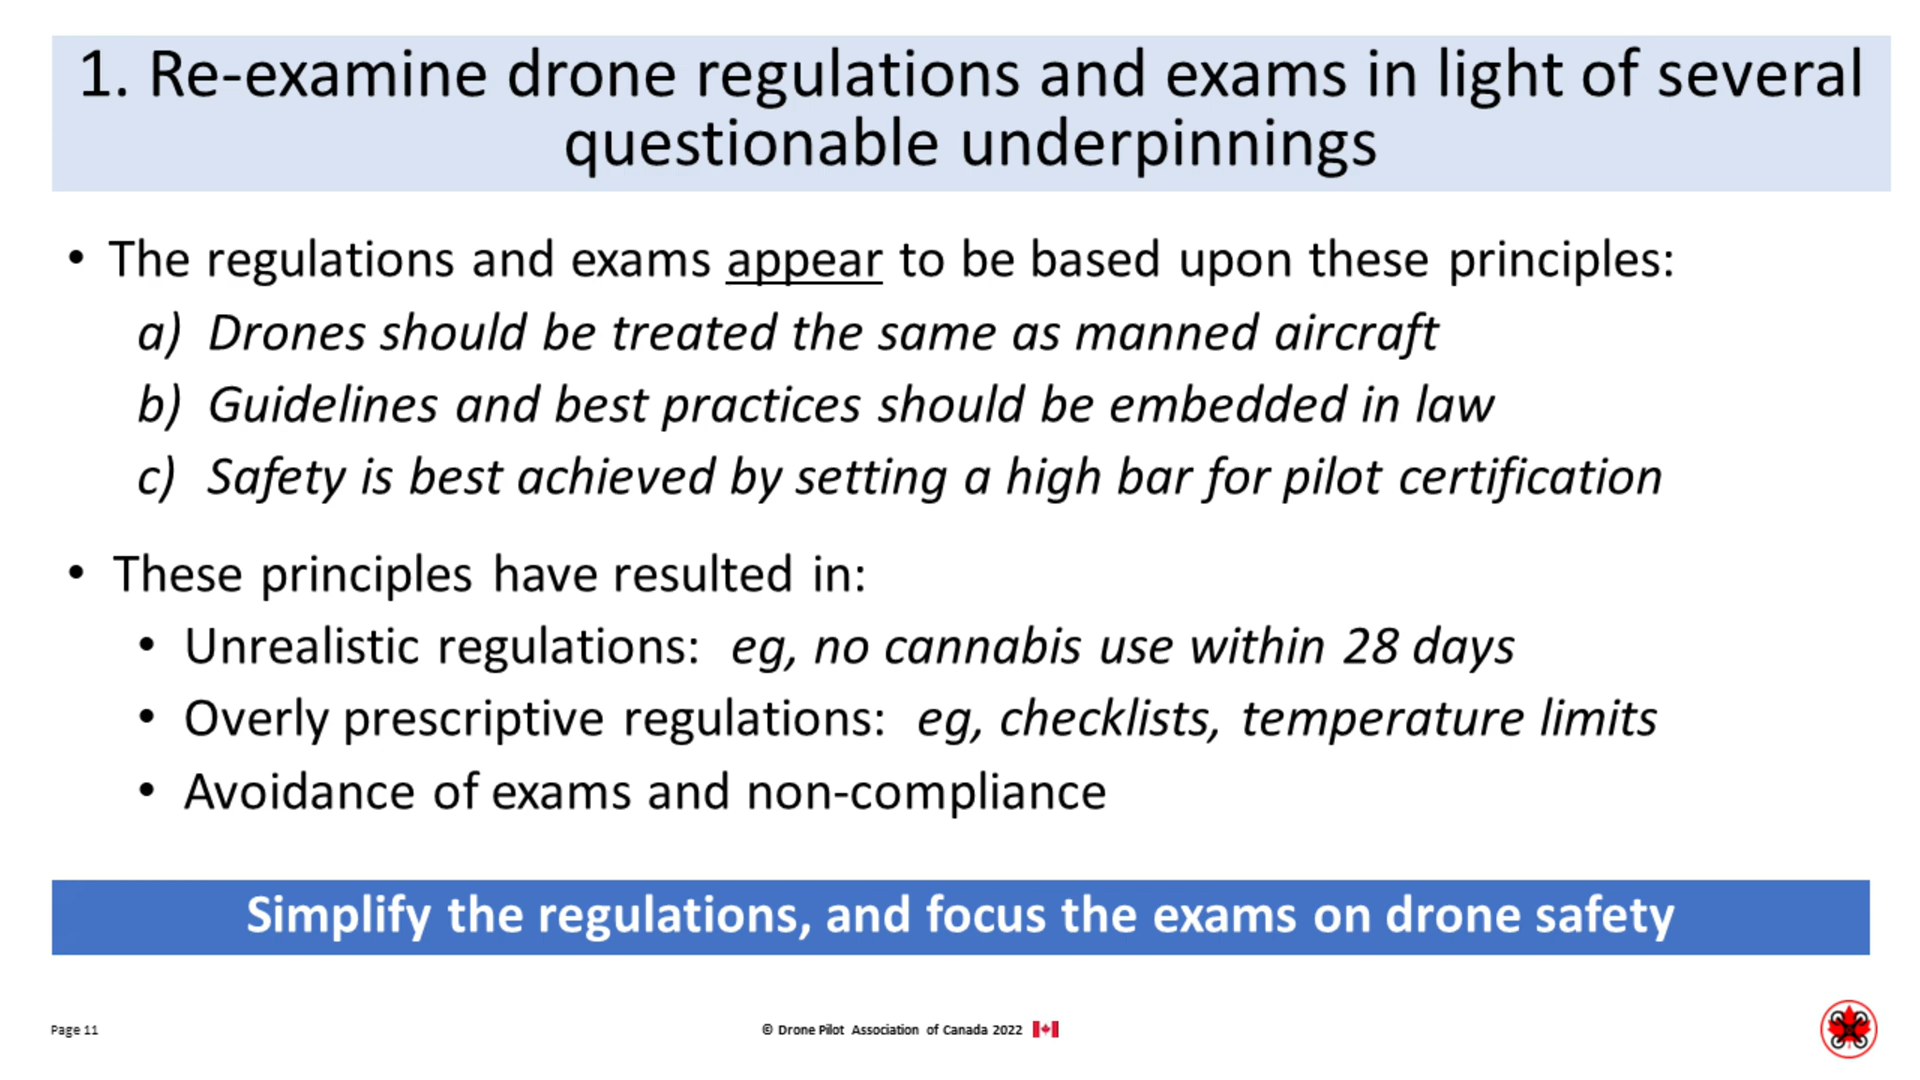 1. Re-examine drone regulations and exams in light of several
questionable underpinnings
• The regulations and exams appear to be based upon these principles:
a) Drones should be treated the same as manned aircraft
b) Guidelines and best practices should be embedded in law
c) Safety is best achieved by setting a high bar for pilot certification
• These principles have resulted in:
• Unrealistic regulations: eg, no cannabis use within 28 days
• Overly prescriptive regulations: eg, checklists, temperature limits
• Avoidance of exams and non-compliance
Simplify the regulations, and focus the exams on drone safety
Page 11
© Drone Pilot Association of Canada 2022